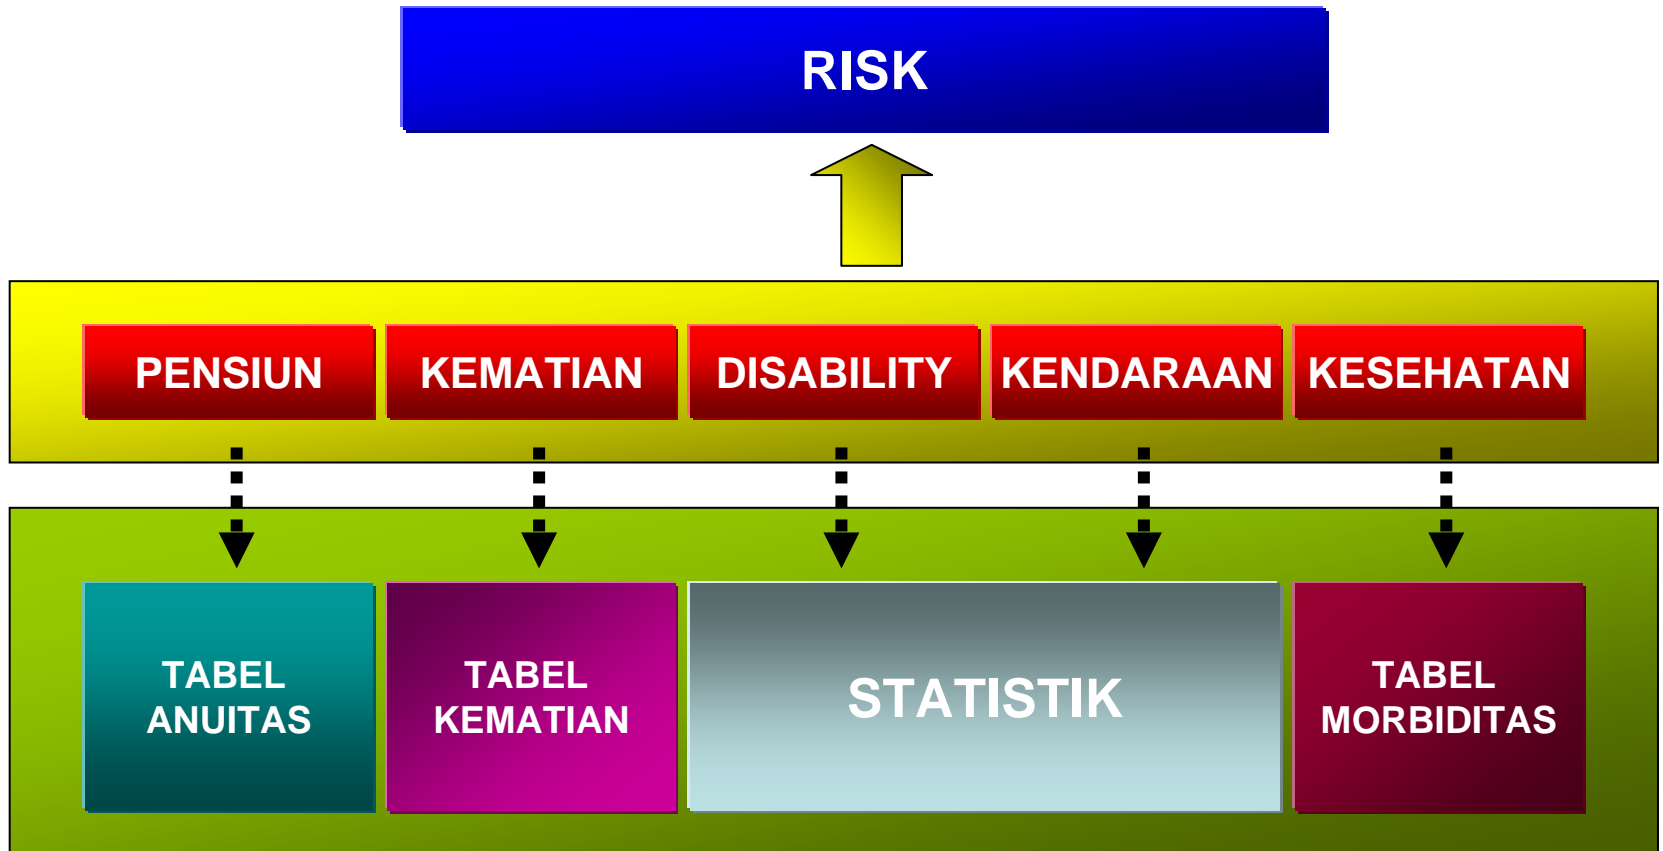 RISK
PENSIUN
KEMATIAN
DISABILITY
KENDARAAN
KESEHATAN
TABEL
ANUITAS
TABEL
KEMATIAN
STATISTIK
TABEL
MORBIDITAS